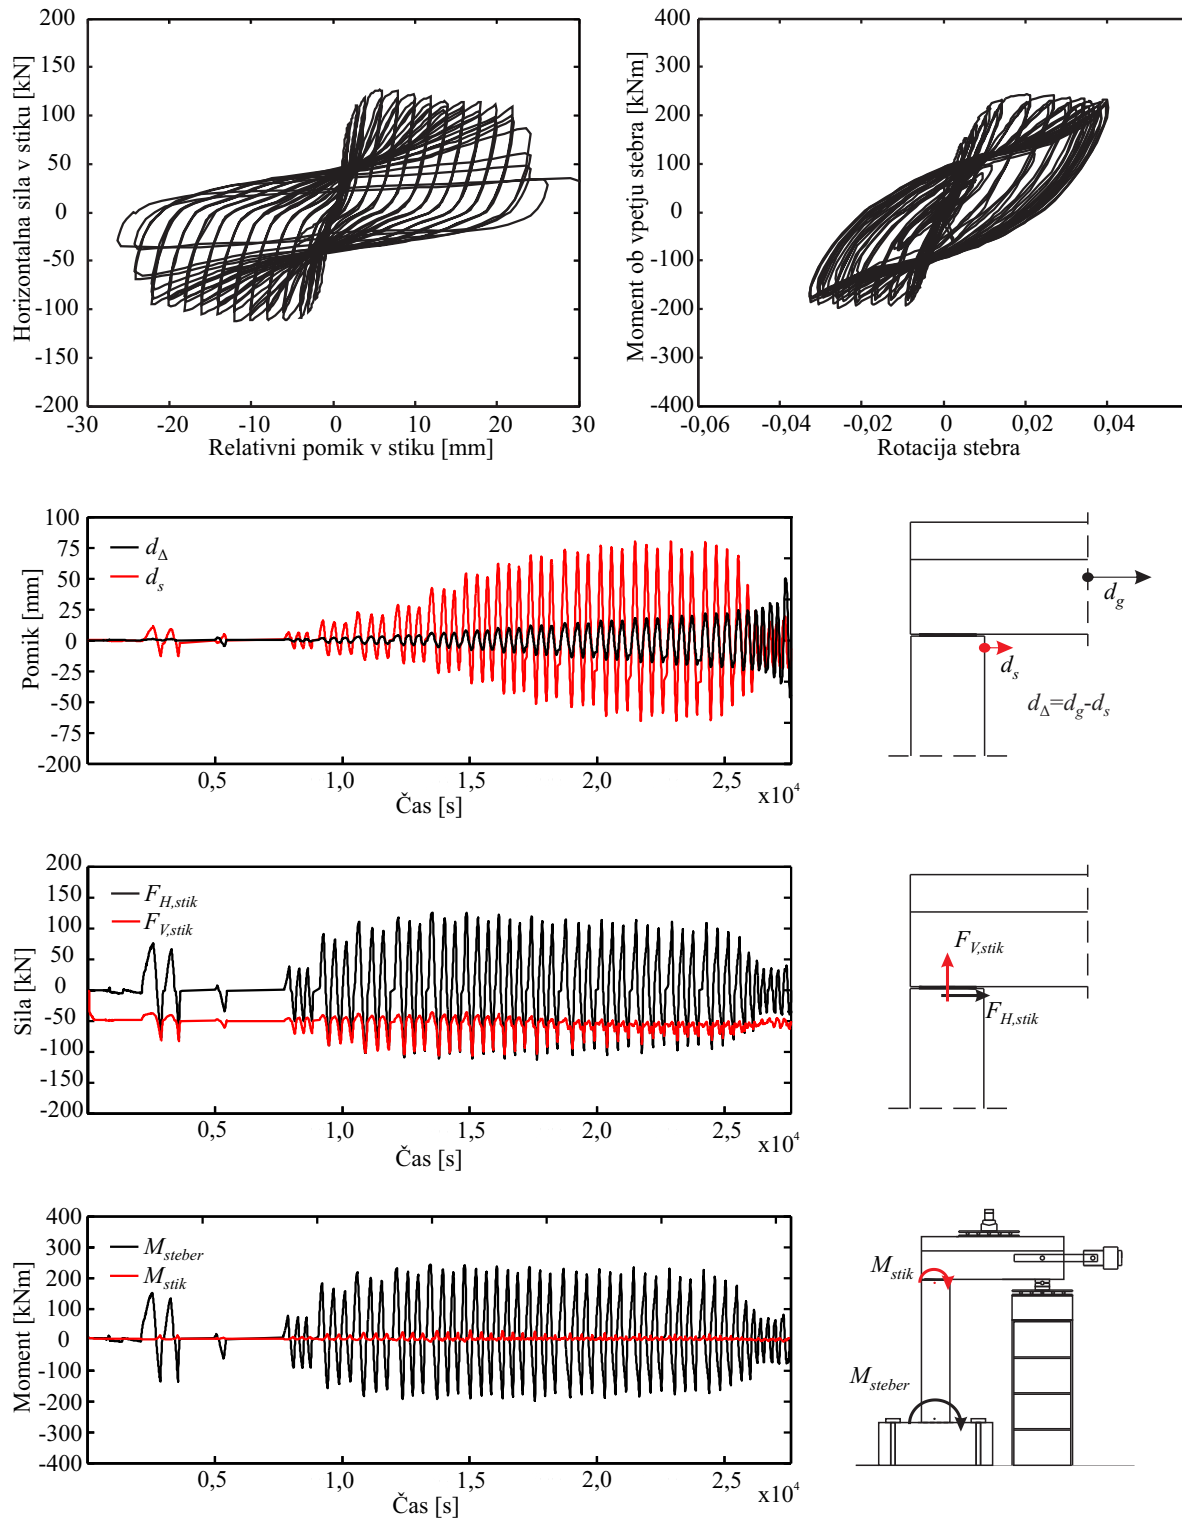 200
150
100
50
0
-50
-100
-150
-200
Horizontalna sila v stiku [kN]
-30
-20
-10
0
10
20
30
Relativni pomik v stiku [mm]
400
300
200
100
0
-100
-200
-300
-400
Moment ob vpetju stebra [kNm]
-0,06
-0,04
-0,02
0
0,02
0,04
Rotacija stebra
100
75
50
25
0
-25
-50
-75
-200
Pomik [mm]
dΔ
ds
0,5
1,0
1,5
2,0
2,5
x10⁴
Čas [s]
dg
ds
dΔ=dg-ds
200
150
100
50
0
-50
-100
-150
-200
Sila [kN]
FH,stik
FV,stik
0,5
1,0
1,5
2,0
2,5
x10⁴
Čas [s]
FV,stik
FH,stik
400
300
200
100
0
-100
-200
-300
-400
Moment [kNm]
Msteber
Mstik
0,5
1,0
1,5
2,0
2,5
x10⁴
Čas [s]
Mstik
Msteber